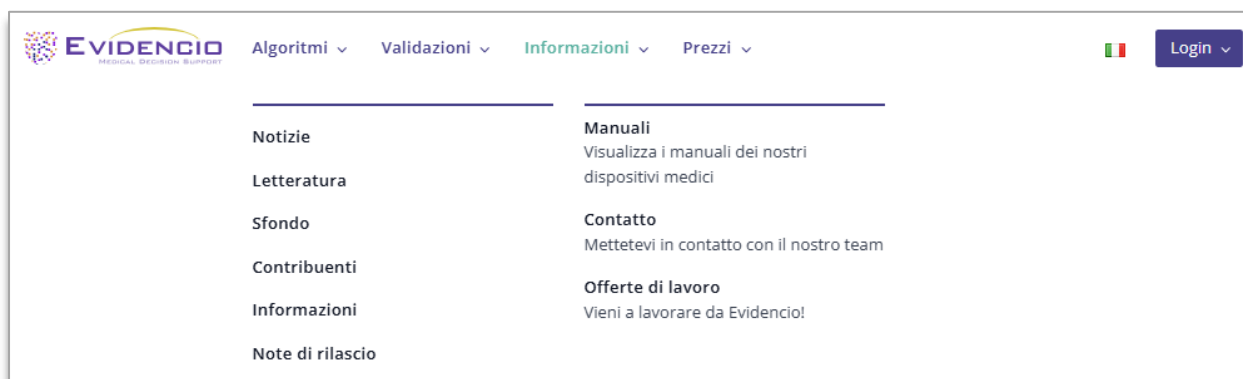 EVIDENCIO
MEDICAL DECISION SUPPORT
Algoritmi
Validazioni
Informazioni
Prezzi
Login
Notizie
Letteratura
Sfondo
Contribuenti
Informazioni
Note di rilascio
Manuali
Visualizza i manuali dei nostri
dispositivi medici
Contatto
Mettetevi in contatto con il nostro team
Offerte di lavoro
Vieni a lavorare da Evidencio!